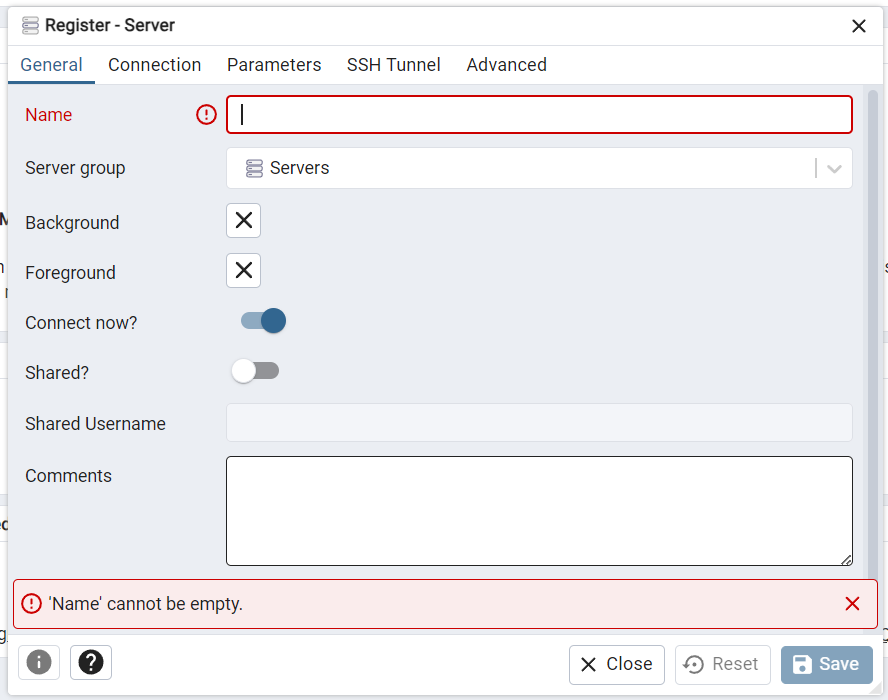 Register - Server
General Connection Parameters SSH Tunnel Advanced
Name
Server group Servers
Background
Foreground
Connect now?
Shared?
Shared Username
Comments
'Name' cannot be empty.
Close Reset Save